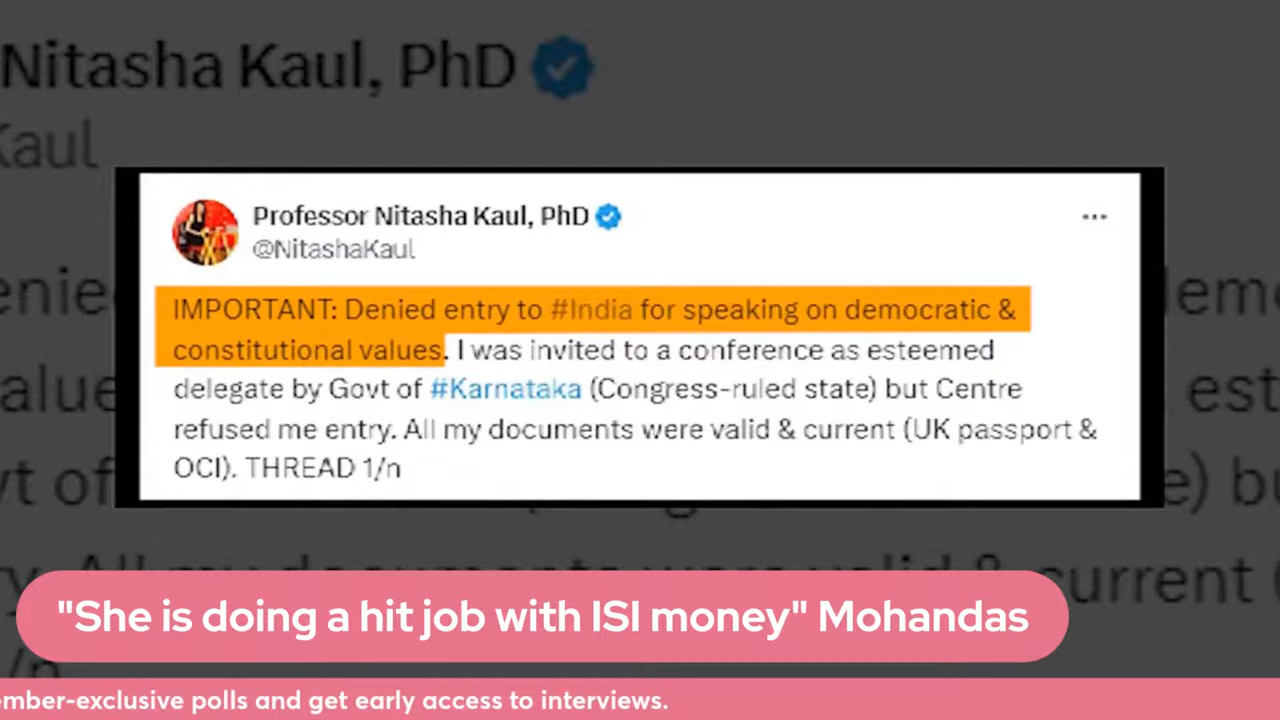 Nitasha Kaul, PhD
Kaul
Professor Nitasha Kaul, PhD
@NitashaKaul
IMPORTANT: Denied entry to #India for speaking on democratic &
constitutional values. I was invited to a conference as esteemed
delegate by Govt of #Karnataka (Congress-ruled state) but Centre
refused me entry. All my documents were valid & current (UK passport &
OCI). THREAD 1/n
"She is doing a hit job with ISI money" Mohandas
ember-exclusive polls and get early access to interviews.